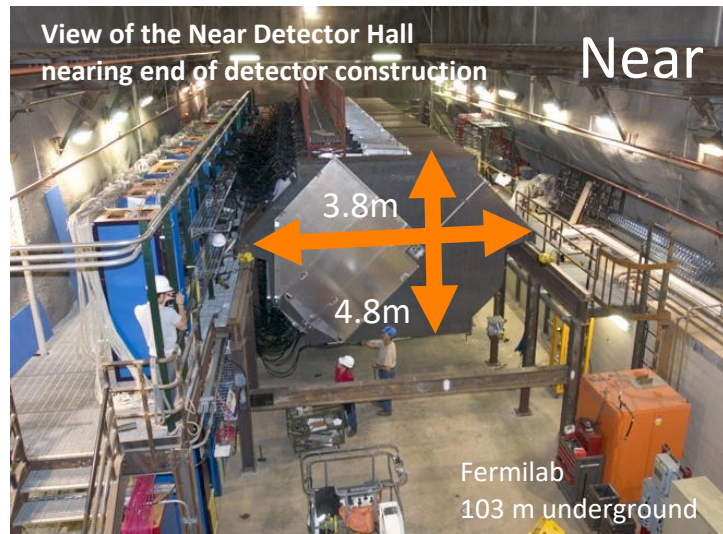 View of the Near Detector Hall
nearing end of detector construction
Near
3.8m
4.8m
Fermilab
103 m underground